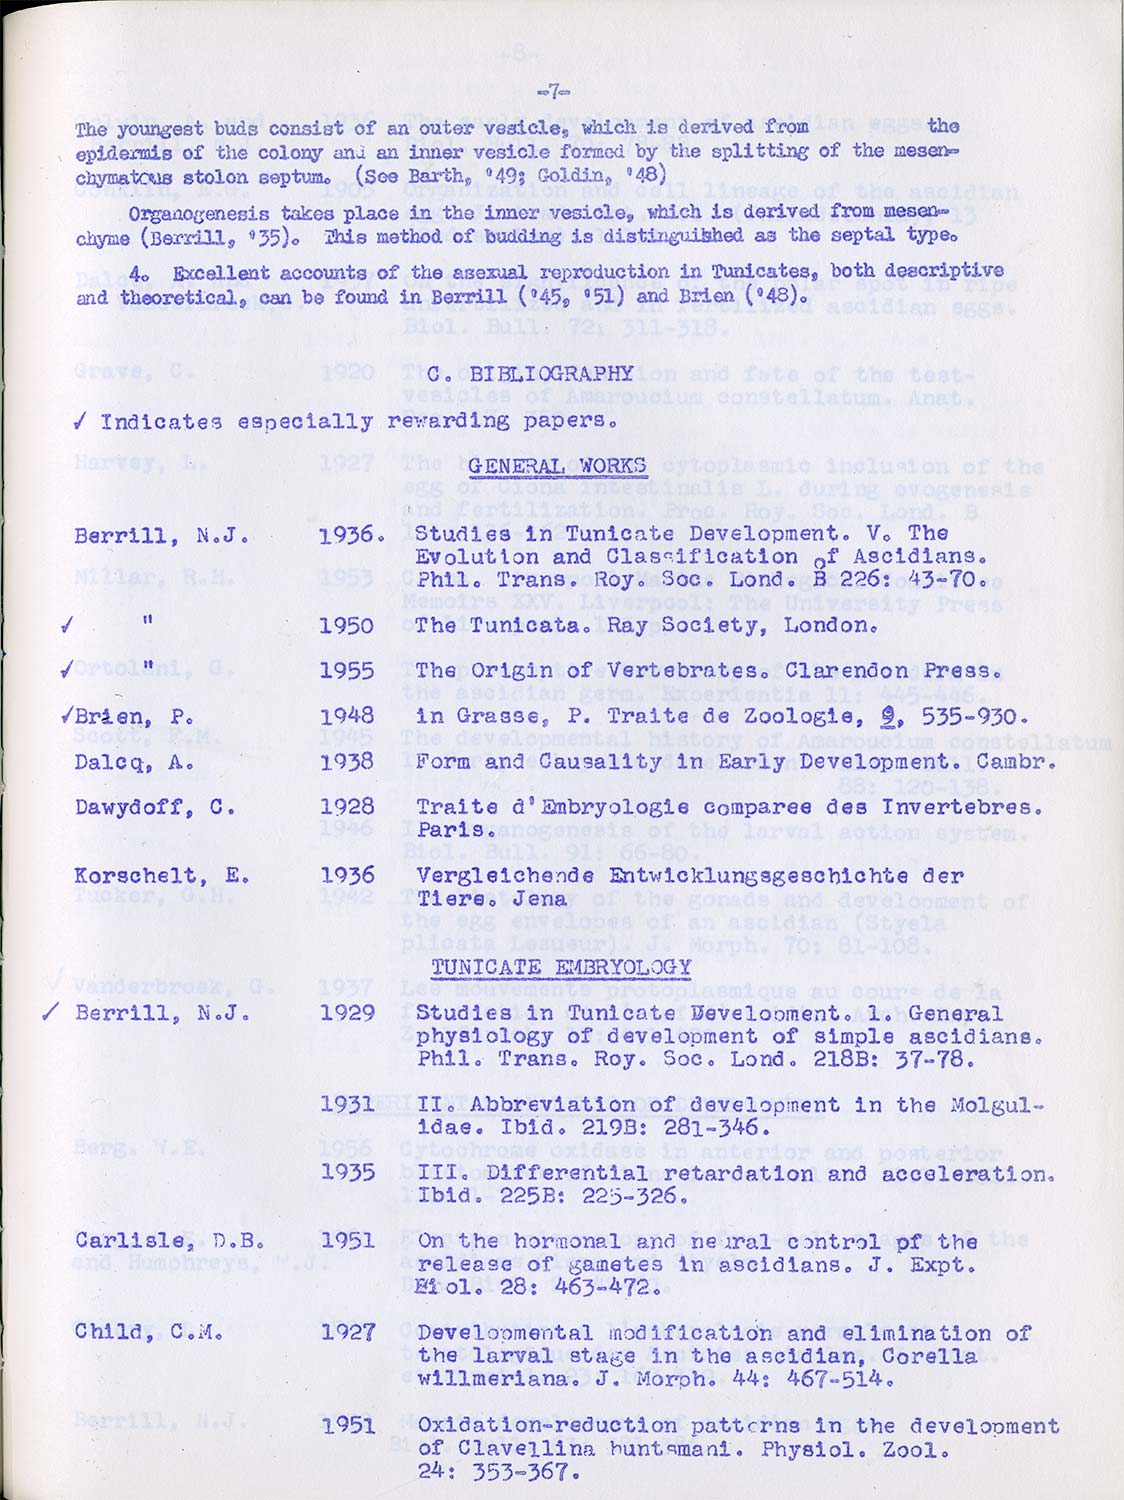 -7-
The youngest buds consist of an outer vesicle, which is derived from the
epidermis of the colony and an inner vesicle formed by the splitting of the mesen-
chymatous stolon septum. (See Barth, '49; Goldin, '48)
Organogenesis takes place in the inner vesicle, which is derived from mesen-
chyme (Berrill, '35). This method of budding is distinguished as the septal type.
4. Excellent accounts of the asexual reproduction in Tunicates, both descriptive
and theoretical, can be found in Berrill ('45, '51) and Brien ('48).
C. BIBLIOGRAPHY
✓ Indicates especially rewarding papers.
GENERAL WORKS
Berrill, N.J. 1936. Studies in Tunicate Development. V. The
Evolution and Classification of Ascidians.
Phil. Trans. Roy. Soc. Lond. B 226: 43-70.
✓ " 1950 The Tunicata. Ray Society, London.
✓ " 1955 The Origin of Vertebrates. Clarendon Press.
✓Brien, P. 1948 in Grasse, P. Traite de Zoologie, 9, 535-930.
Dalcq, A. 1938 Form and Causality in Early Development. Cambr.
Dawydoff, C. 1928 Traite d'Embryologie comparee des Invertebres.
Paris.
Korschelt, E. 1936 Vergleichende Entwicklungsgeschichte der
Tiere. Jena
TUNICATE EMBRYOLOGY
✓ Berrill, N.J. 1929 Studies in Tunicate Development. i. General
physiology of development of simple ascidians.
Phil. Trans. Roy. Soc. Lond. 218B: 37-78.
1931 II. Abbreviation of development in the Molgul-
idae. Ibid. 219B: 281-346.
1935 III. Differential retardation and acceleration.
Ibid. 225B: 225-326.
Carlisle, D.B. 1951 On the hormonal and neural control pf the
release of gametes in ascidians. J. Expt.
Biol. 28: 463-472.
Child, C.M. 1927 Developmental modification and elimination of
the larval stage in the ascidian, Corella
willmeriana. J. Morph. 44: 467-514.
1951 Oxidation-reduction patterns in the development
of Clavellina huntsmani. Physiol. Zool.
24: 353-367.